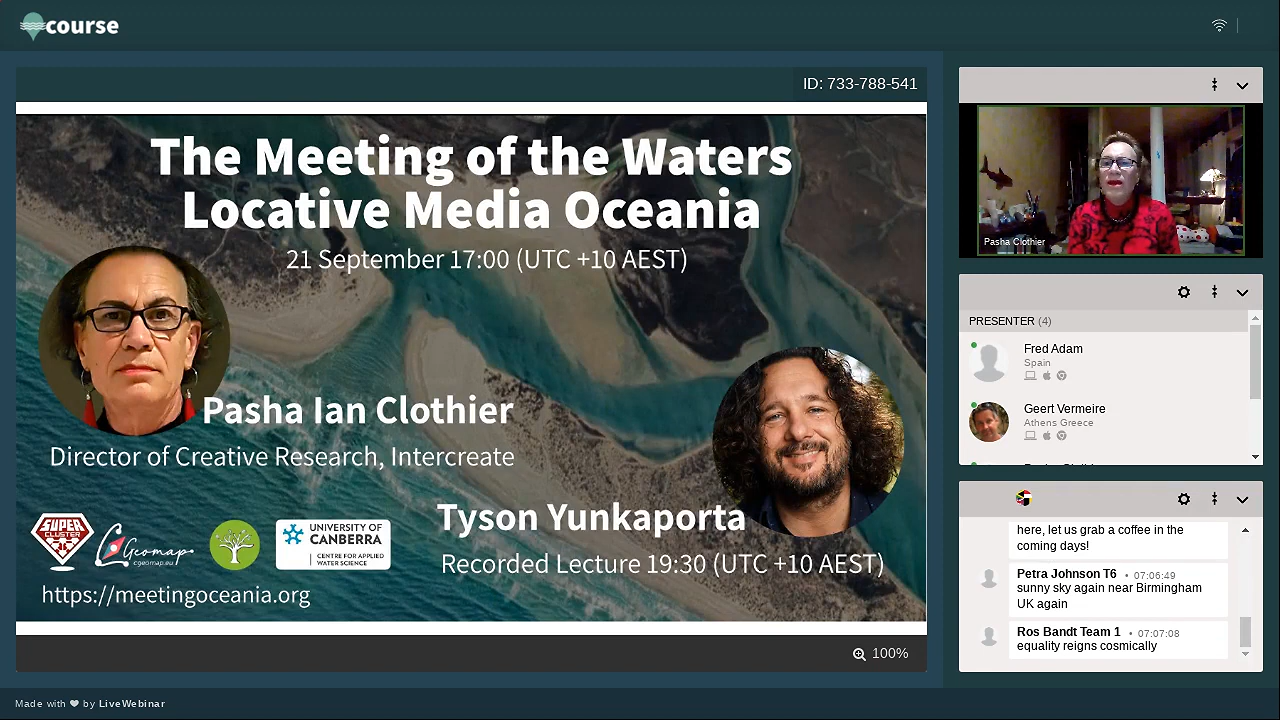 course
ID: 733-788-541
The Meeting of the Waters
Locative Media Oceania
21 September 17:00 (UTC +10 AEST)
Pasha Ian Clothier
Director of Creative Research, Intercreate
Tyson Yunkaporta
Recorded Lecture 19:30 (UTC +10 AEST)
SUPER
CLUSTER
Geomap
cgeomap.eu
UNIVERSITY OF
CANBERRA
CENTRE FOR APPLIED
WATER SCIENCE
https://meetingoceania.org
100%
Pasha Clothier
PRESENTER (4)
Fred Adam
Spain
Geert Vermeire
Athens Greece
here, let us grab a coffee in the
coming days!
Petra Johnson T6 • 07:06:49
sunny sky again near Birmingham
UK again
Ros Bandt Team 1 • 07:07:08
equality reigns cosmically
Made with ❤ by LiveWebinar